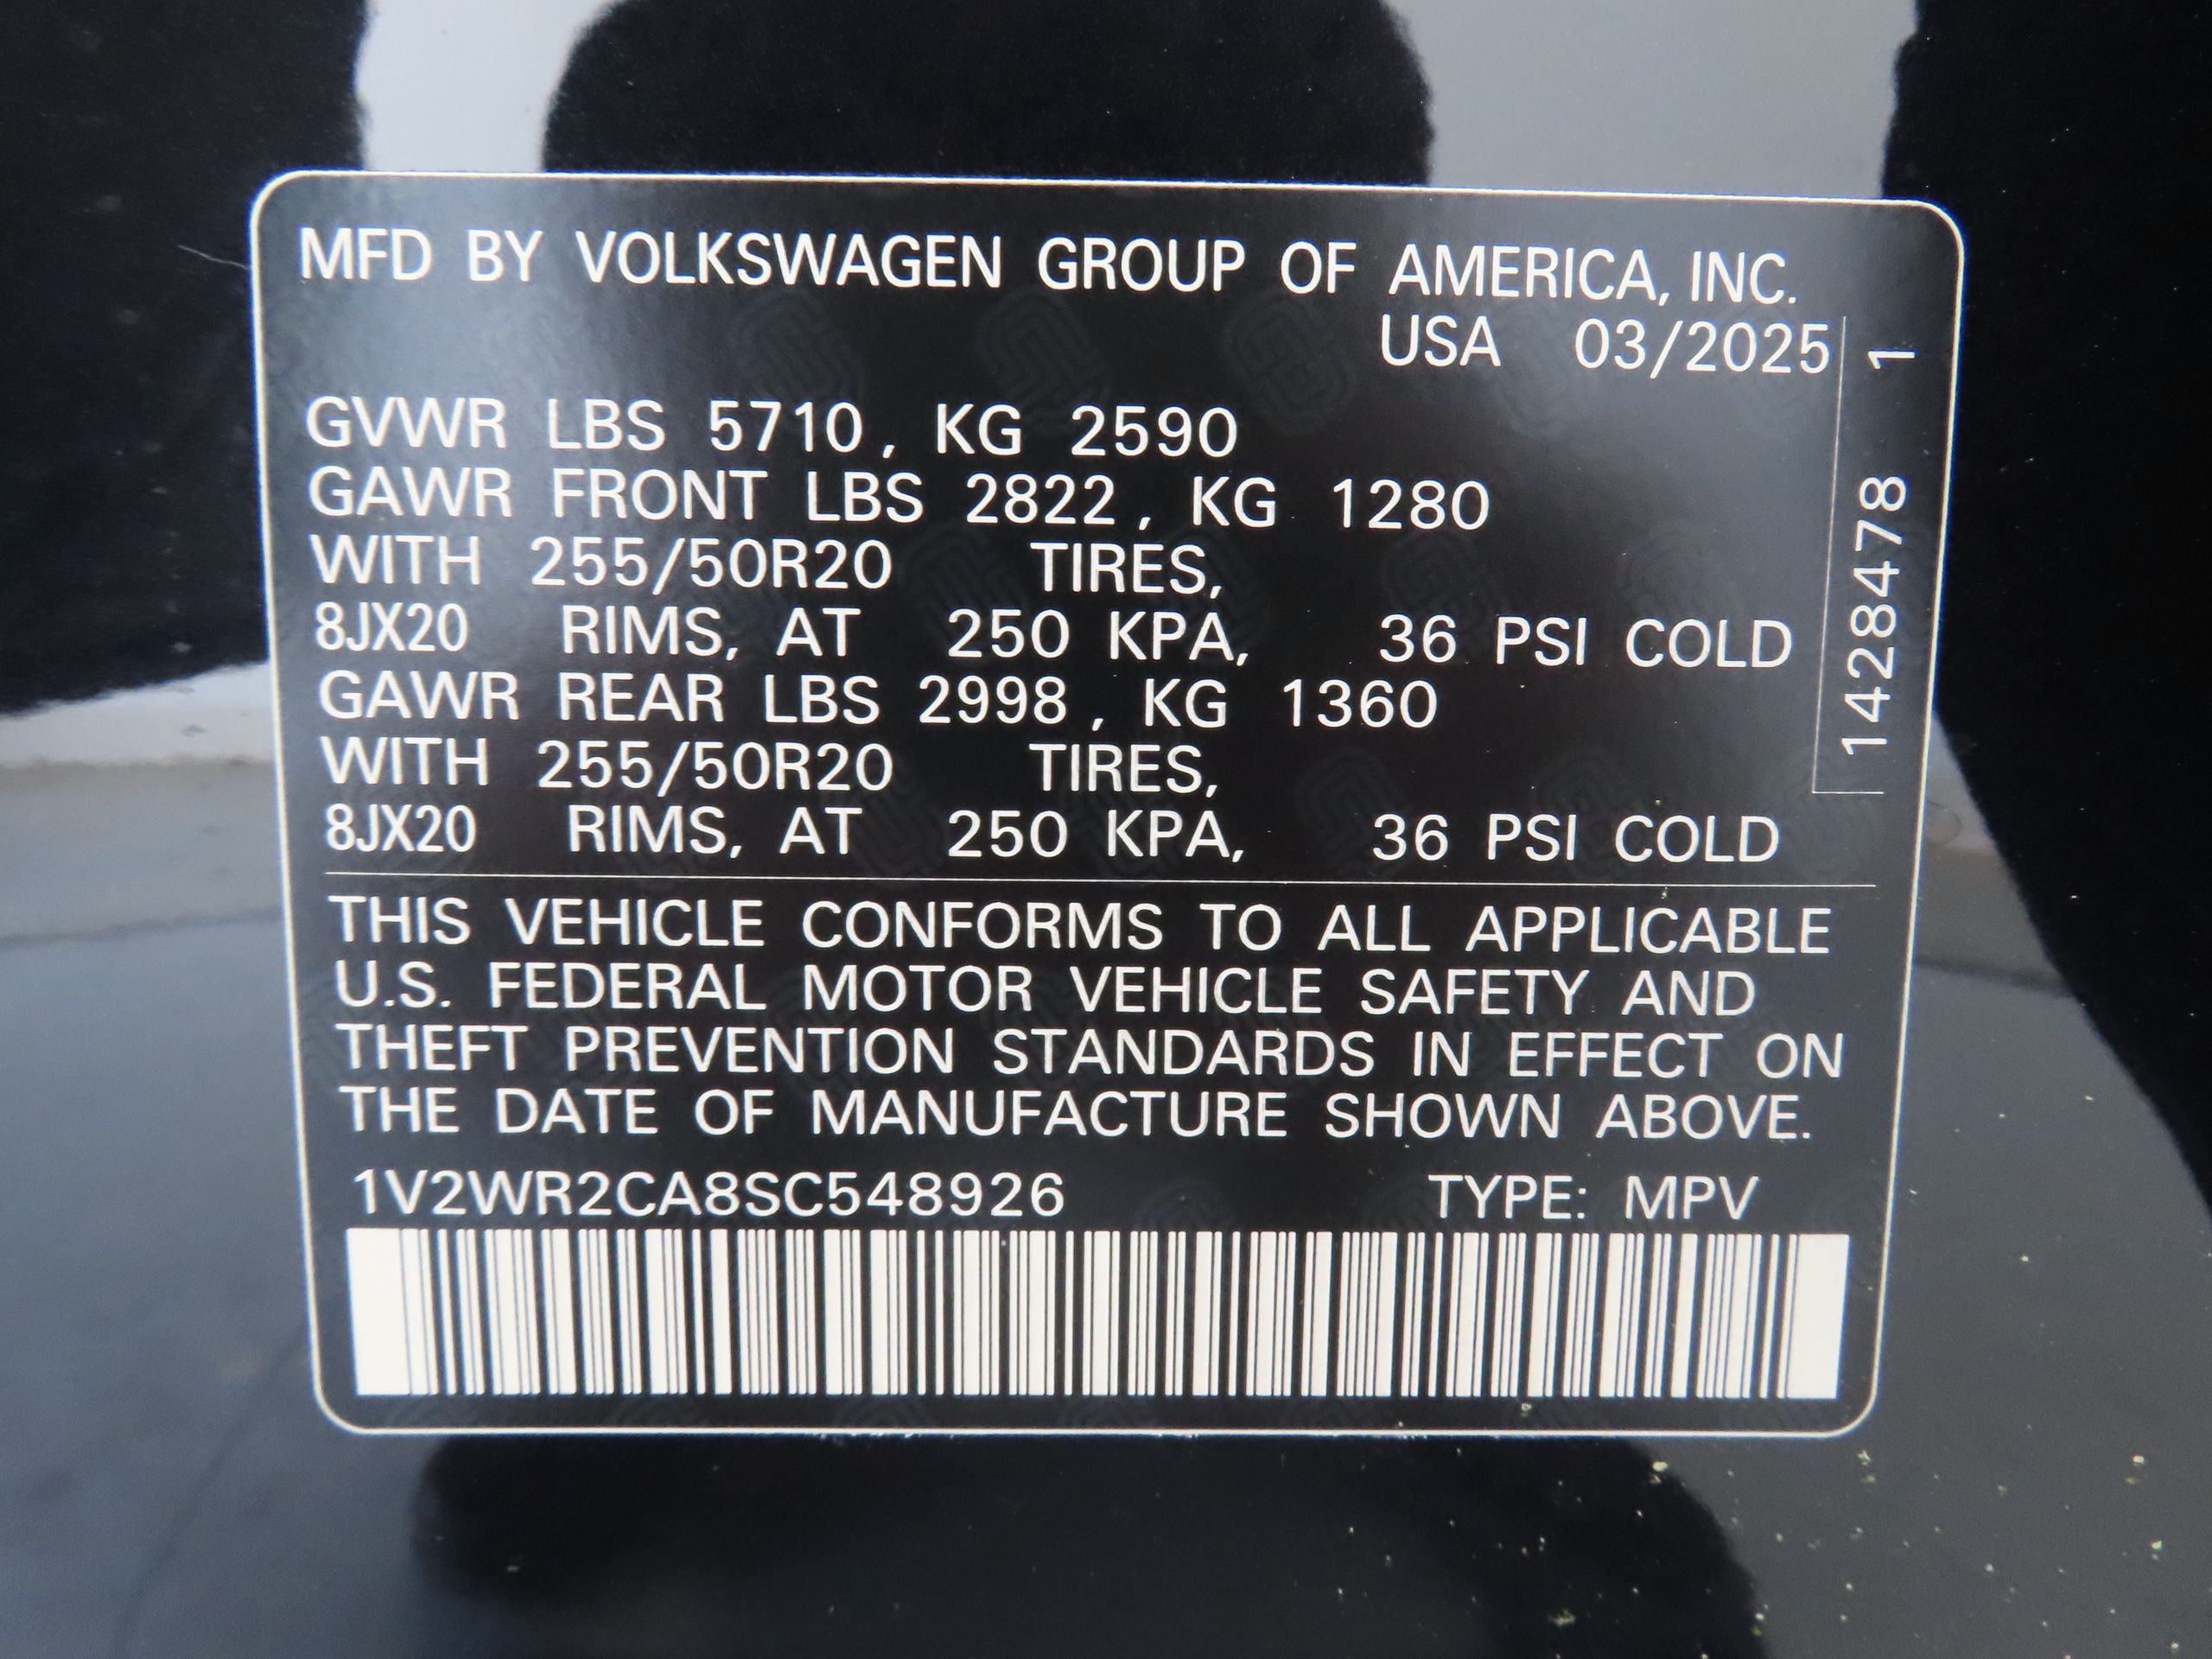 MFD BY VOLKSWAGEN GROUP OF AMERICA, INC.
USA 03/2025
GVWR LBS 5710, KG 2590
GAWR FRONT LBS 2822, KG 1280
WITH 255/50R20 TIRES,
8JX20 RIMS, AT 250 KPA, 36 PSI COLD
GAWR REAR LBS 2998, KG 1360
WITH 255/50R20 TIRES,
8JX20 RIMS, AT 250 KPA, 36 PSI COLD
1428478 1
THIS VEHICLE CONFORMS TO ALL APPLICABLE
U.S. FEDERAL MOTOR VEHICLE SAFETY AND
THEFT PREVENTION STANDARDS IN EFFECT ON
THE DATE OF MANUFACTURE SHOWN ABOVE.
1V2WR2CA8SC548926 TYPE: MPV